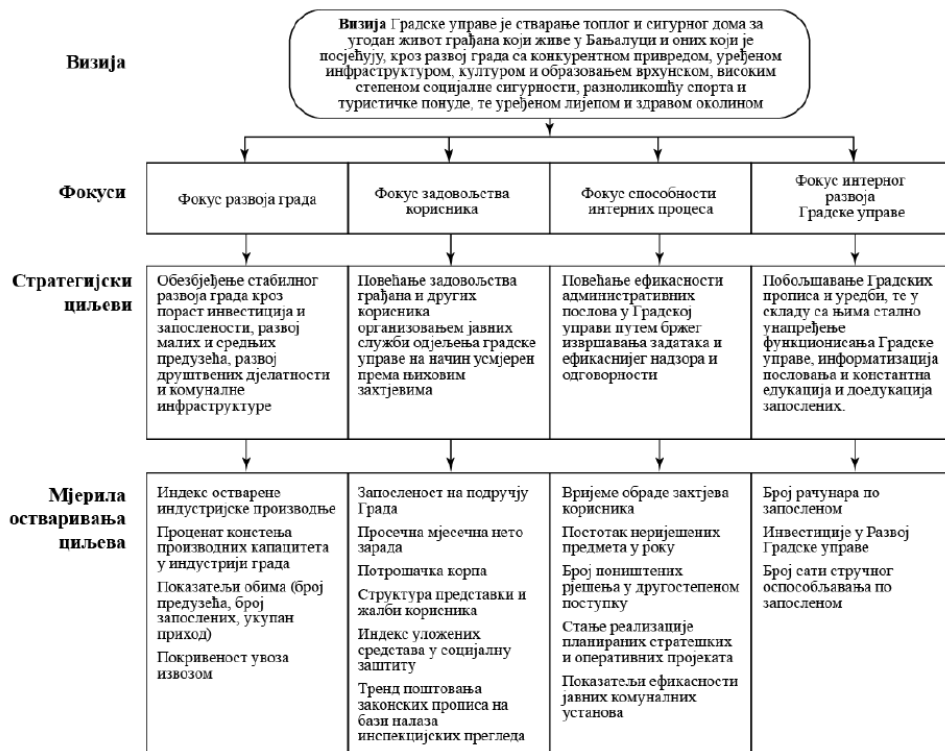 Визија
Визија Градске управе је стварање топлог и сигурног дома за
угодан живот грађана који живе у Бањалуци и оних који је
посјећују, кроз развој града са конкурентном привредом, уређеном
инфраструктуром, културом и образовањем врхунском, високим
степеном социјалне сигурности, разноликошћу спорта и
туристичке понуде, те уређеном лијепом и здравом околином
Фокуси
Фокус развоја града
Фокус задовољства
корисника
Фокус способности
интерних процеса
Фокус интерног
развоја
Градске управе
Стратегијски
циљеви
Обезбјеђење стабилног
развоја града кроз
пораст инвестиција и
запослености, развој
малих и средњих
предузећа, развој
друштвених дјелатности
и комуналне
инфраструктуре
Повећање задовољства
грађана и других
корисника
организовањем јавних
служби одјељења градске
управе на начин усмјерен
према њиховим
захтјевима
Повећање ефикасности
административних
послова у Градској
управи путем бржег
извршавања задатака и
ефикаснијег надзора и
одговорности
Побољшавање Градских
прописа и уредби, те у
складу са њима стално
унапређење
функционисања Градске
управе, информатизација
пословања и константна
едукација и доедукација
запослених.
Мјерила
остваривања
циљева
Индекс остварене
индустријске производње
Проценат констења
производних капацитета
у индустрији града
Показатељи обима (број
предузећа, број
запослених, укупан
приход)
Покривеност увоза
извозом
Запосленост на подручју
Града
Просечна мјесечна нето
зарада
Потрошачка корпа
Структура представки и
жалби корисника
Индекс уложених
средстава у социјалну
заштиту
Тренд поштовања
законских прописа на
бази налаза
инспекцијских прегледа
Вријеме обраде захтјева
корисника
Постотак неријешених
предмета у року
Број поништених
рјешења у другостепеном
поступку
Стање реализације
планираних стратешких
и оперативних пројеката
Показатељи ефикасности
јавних комуналних
установа
Број рачунара по
запосленом
Инвестиције у Развој
Градске управе
Број сати стручног
оспособљавања по
запосленом